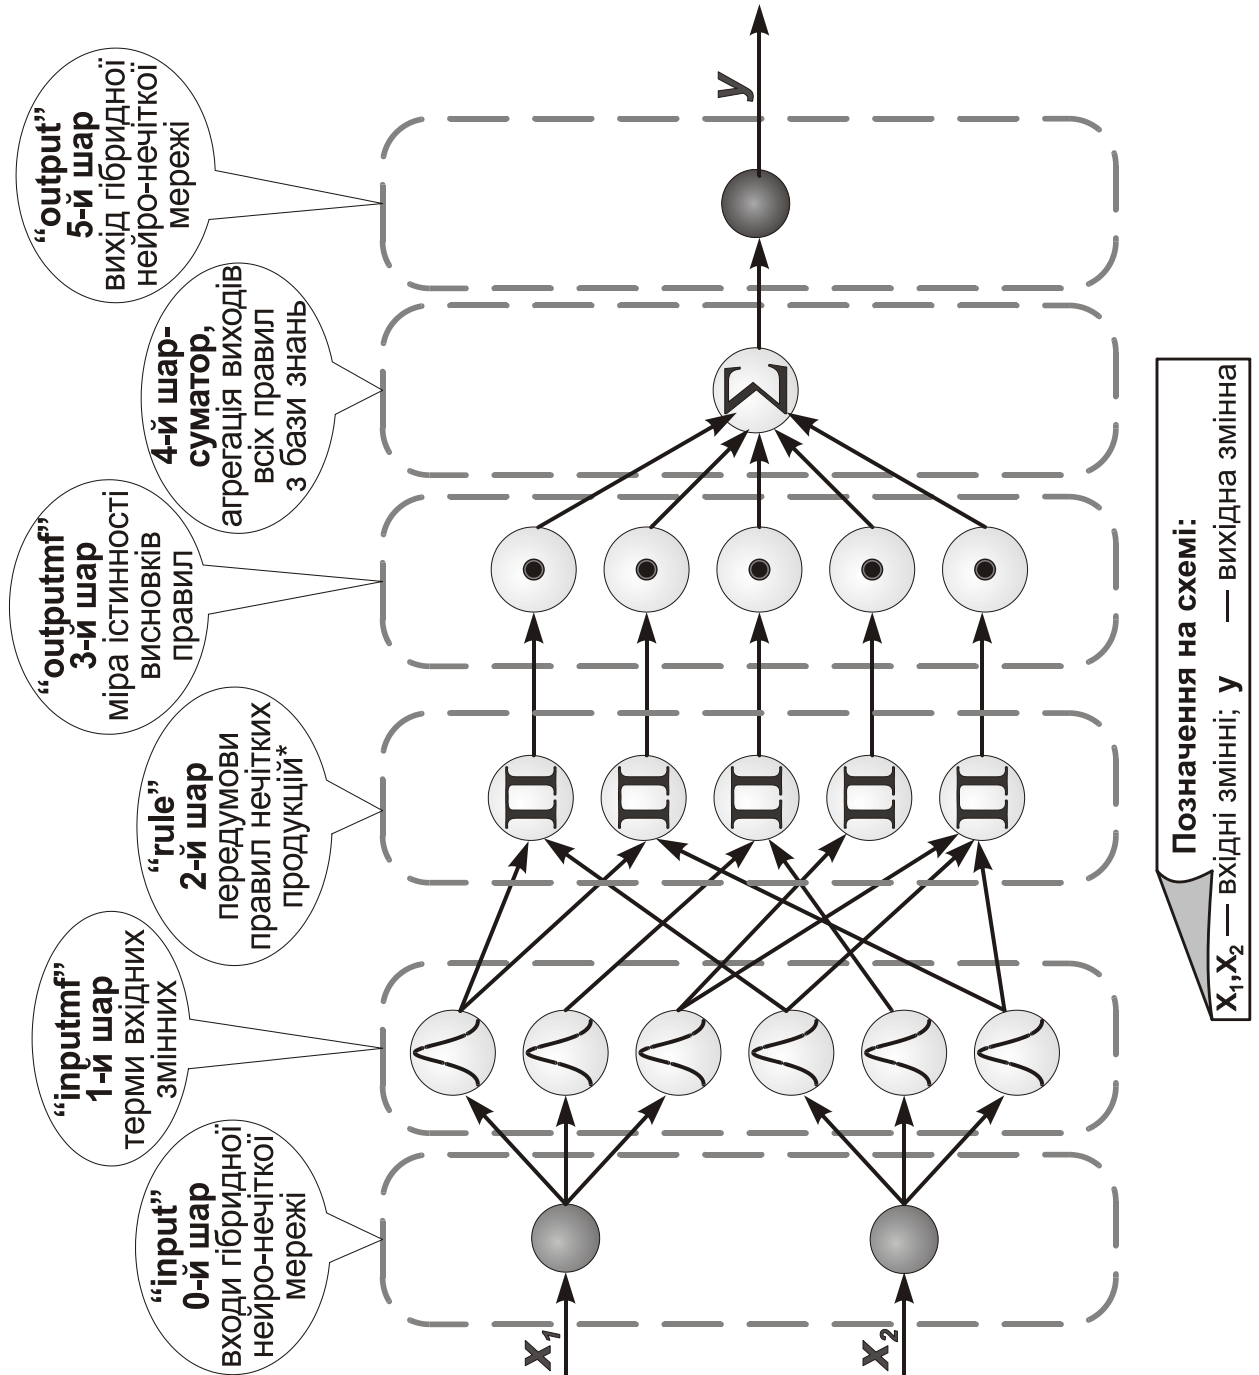 “input”
0-й шар
входи гібридної
нейро-нечіткої
мережі
“inputmf”
1-й шар
терми вхідних
змінних
“rule”
2-й шар
передумови
правил нечітких
продукцій*
“outputmf”
3-й шар
міра істинності
висновків
правил
4-й шар-
суматор,
агрегація виходів
всіх правил
з бази знань
“output”
5-й шар
вихід гібридної
нейро-нечіткої
мережі
x₁
x₂
П
П
П
П
П
Σ
y
Позначення на схемі:
X₁,X₂ — вхідні змінні; y — вихідна змінна